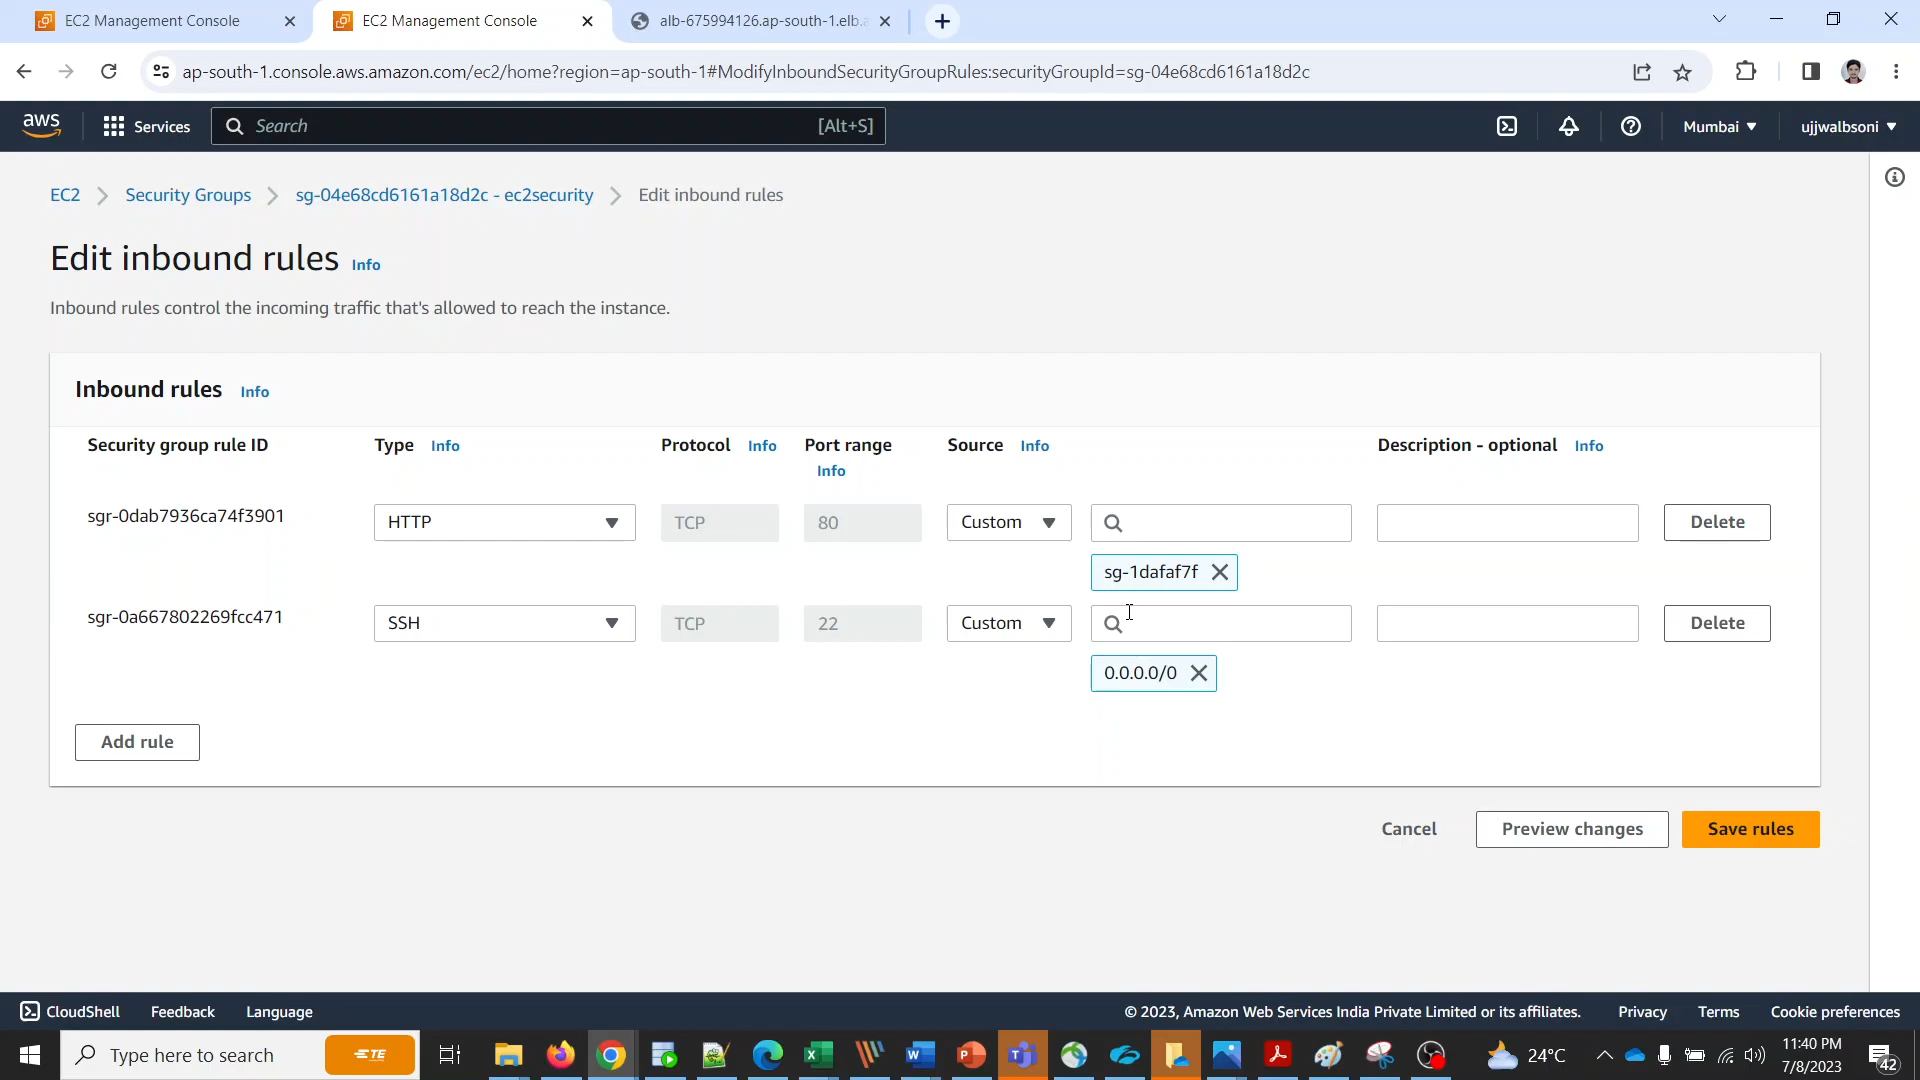 EC2 Management Console
EC2 Management Console
alb-675994126.ap-south-1.elb.a
ap-south-1.console.aws.amazon.com/ec2/home?region=ap-south-1#ModifyInboundSecurityGroupRules:securityGroupId=sg-04e68cd6161a18d2c
aws Services Search [Alt+S] Mumbai ujjwalbsoni
EC2 Security Groups sg-04e68cd6161a18d2c - ec2security Edit inbound rules
Edit inbound rules Info
Inbound rules control the incoming traffic that's allowed to reach the instance.
Inbound rules Info
Security group rule ID Type Info Protocol Info Port range Source Info Description - optional Info
Info
sgr-0dab7936ca74f3901 HTTP TCP 80 Custom Delete
sg-1dafaf7f
sgr-0a667802269fcc471 SSH TCP 22 Custom Delete
0.0.0.0/0
Add rule
Cancel Preview changes Save rules
CloudShell Feedback Language © 2023, Amazon Web Services India Private Limited or its affiliates. Privacy Terms Cookie preferences
Type here to search TE 24°C 11:40 PM
7/8/2023 42